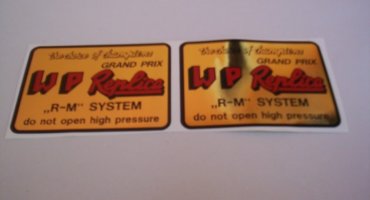 the choice of champions
GRAND PRIX
WP Replica
„R-M" SYSTEM
do not open high pressure
the choice of champions
GRAND PRIX
WP Replica
„R-M" SYSTEM
do not open high pressure